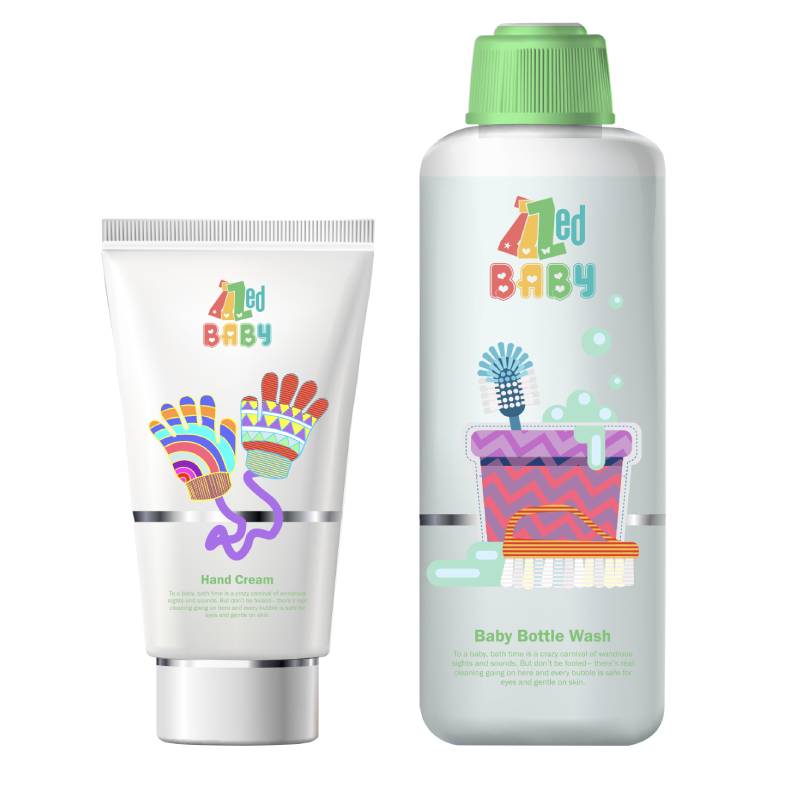 Zed
BABY
Hand Cream
To a baby, bath time is a crazy carnival of wondrous
sights and sounds. But don't be fooled– there's real
cleaning going on here and every bubble is safe for
eyes and gentle on skin.
Zed
BABY
Baby Bottle Wash
To a baby, bath time is a crazy carnival of wondrous
sights and sounds. But don't be fooled– there's real
cleaning going on here and every bubble is safe for
eyes and gentle on skin.